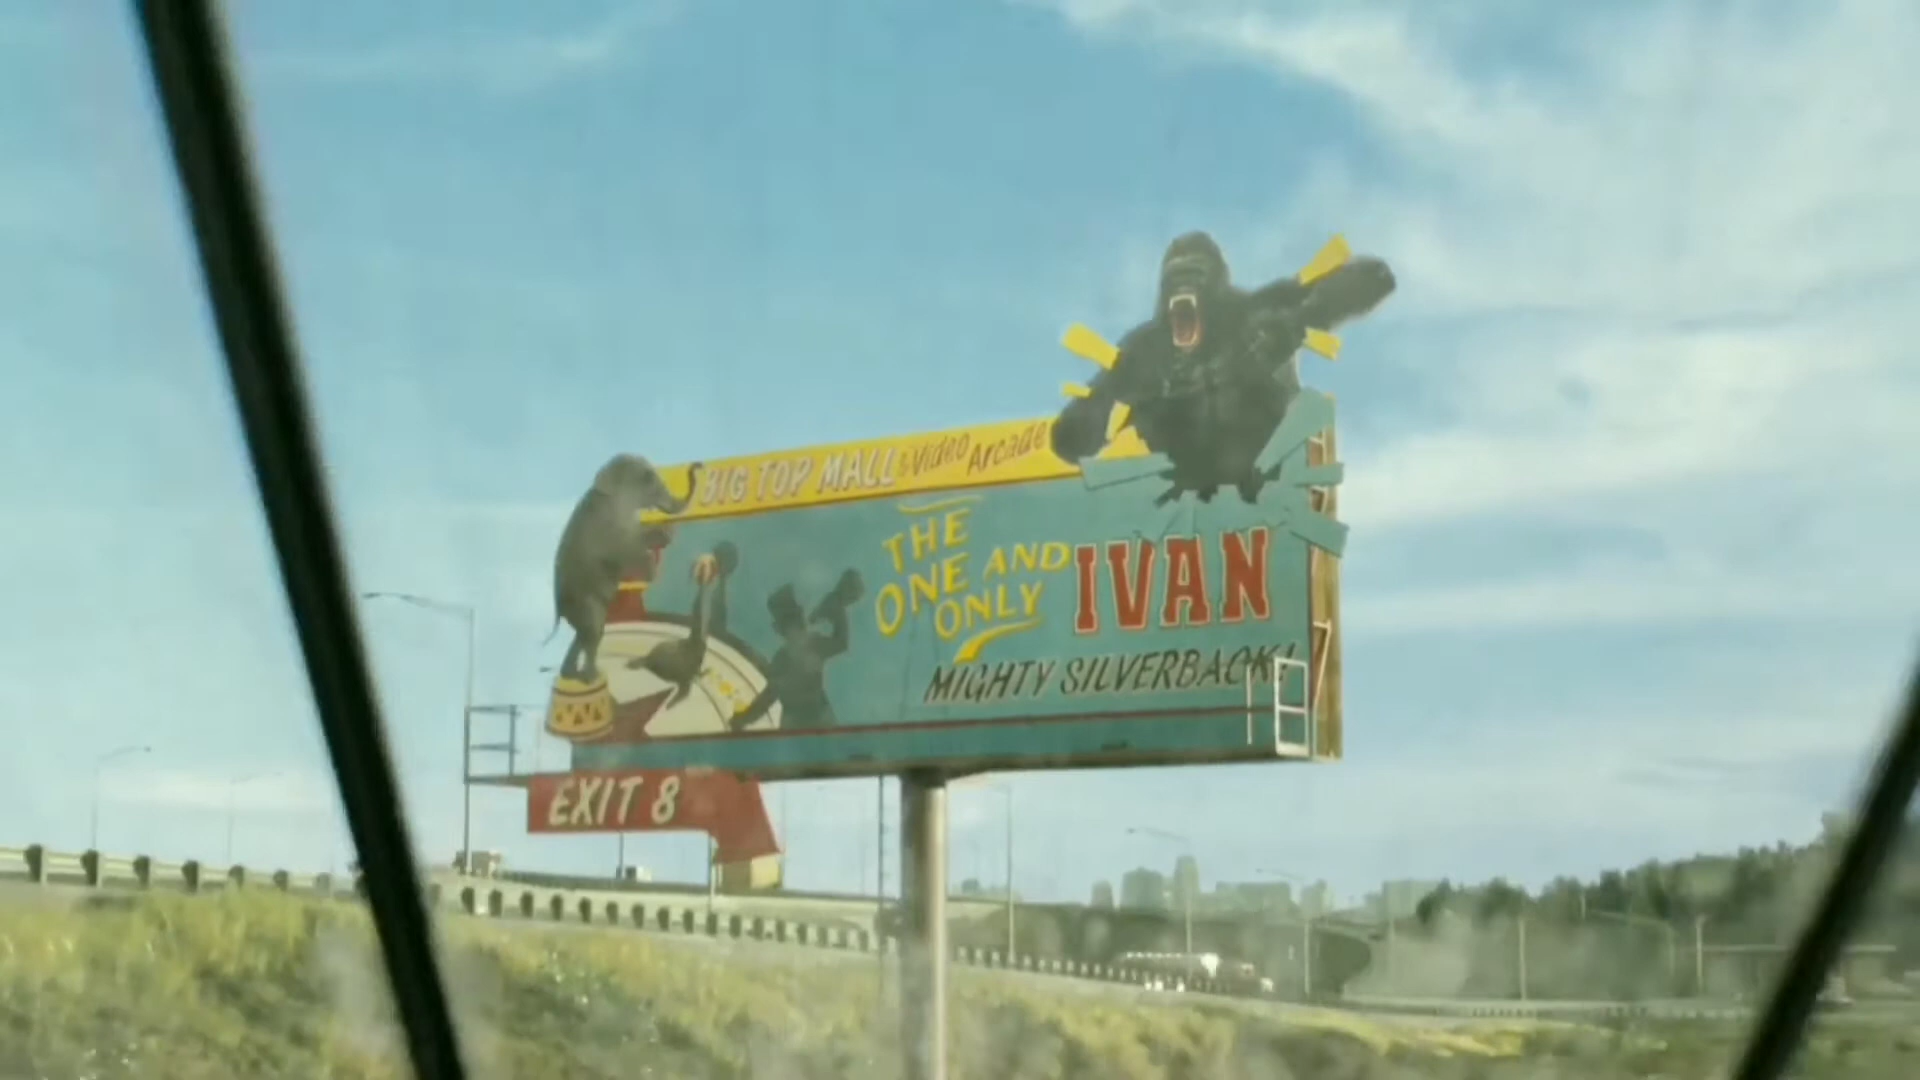 BIG TOP MALL & Video Arcade
THE
ONE AND
ONLY
IVAN
MIGHTY SILVERBACK!
EXIT 8